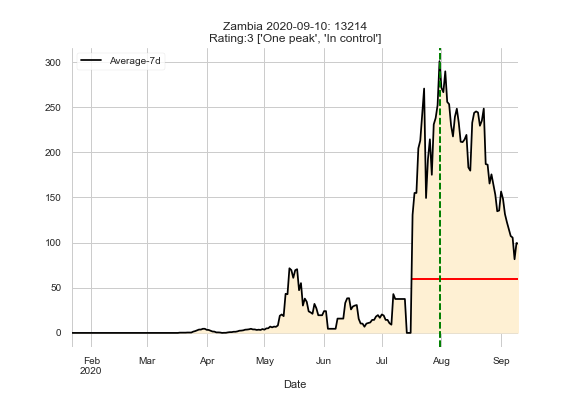 Zambia 2020-09-10: 13214
Rating:3 ['One peak', 'In control']
Average-7d
300
250
200
150
100
50
0
Feb Mar Apr May Jun Jul Aug Sep
2020
Date